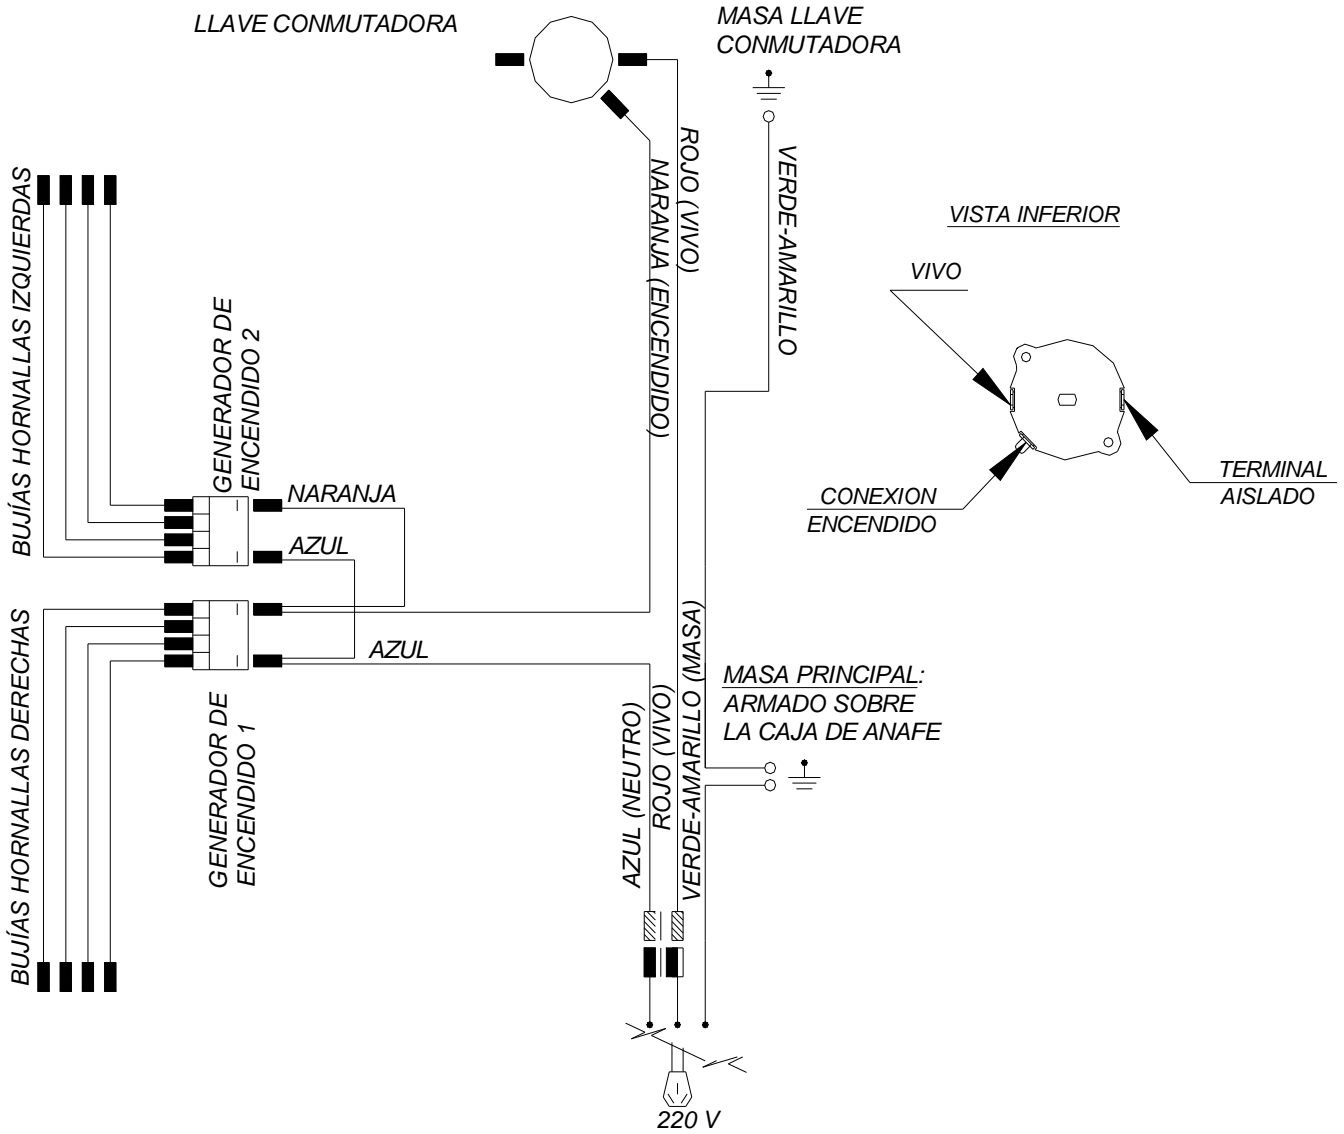 LLAVE CONMUTADORA
MASA LLAVE
CONMUTADORA
ROJO (VIVO)
NARANJA (ENCENDIDO)
VERDE-AMARILLO
VISTA INFERIOR
VIVO
CONEXION
ENCENDIDO
TERMINAL
AISLADO
BUJÍAS HORNALLAS IZQUIERDAS
GENERADOR DE
ENCENDIDO 2
NARANJA
AZUL
BUJÍAS HORNALLAS DERECHAS
GENERADOR DE
ENCENDIDO 1
AZUL
AZUL (NEUTRO)
ROJO (VIVO)
VERDE-AMARILLO (MASA)
MASA PRINCIPAL:
ARMADO SOBRE
LA CAJA DE ANAFE
220 V